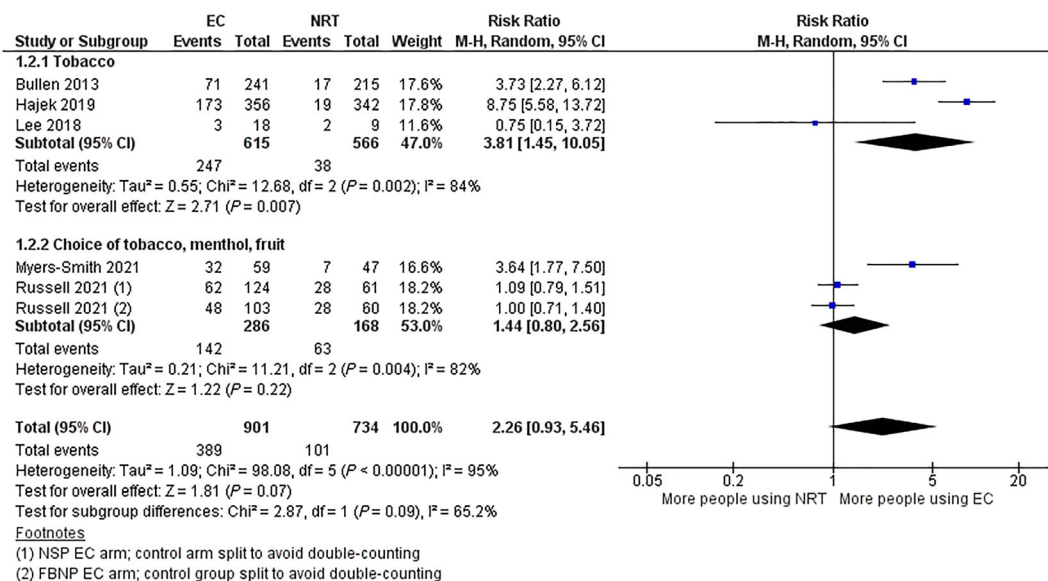 EC NRT Risk Ratio Risk Ratio
Study or Subgroup Events Total Events Total Weight M-H, Random, 95% CI M-H, Random, 95% CI
1.2.1 Tobacco
Bullen 2013 71 241 17 215 17.6% 3.73 [2.27, 6.12]
Hajek 2019 173 356 19 342 17.8% 8.75 [5.58, 13.72]
Lee 2018 3 18 2 9 11.6% 0.75 [0.15, 3.72]
Subtotal (95% CI) 615 566 47.0% 3.81 [1.45, 10.05]
Total events 247 38
Heterogeneity: Tau² = 0.55; Chi² = 12.68, df = 2 (P = 0.002); I² = 84%
Test for overall effect: Z = 2.71 (P = 0.007)
1.2.2 Choice of tobacco, menthol, fruit
Myers-Smith 2021 32 59 7 47 16.6% 3.64 [1.77, 7.50]
Russell 2021 (1) 62 124 28 61 18.2% 1.09 [0.79, 1.51]
Russell 2021 (2) 48 103 28 60 18.2% 1.00 [0.71, 1.40]
Subtotal (95% CI) 286 168 53.0% 1.44 [0.80, 2.56]
Total events 142 63
Heterogeneity: Tau² = 0.21; Chi² = 11.21, df = 2 (P = 0.004); I² = 82%
Test for overall effect: Z = 1.22 (P = 0.22)
Total (95% CI) 901 734 100.0% 2.26 [0.93, 5.46]
Total events 389 101
Heterogeneity: Tau² = 1.09; Chi² = 98.08, df = 5 (P < 0.00001); I² = 95%
Test for overall effect: Z = 1.81 (P = 0.07)
Test for subgroup differences: Chi² = 2.87, df = 1 (P = 0.09), I² = 65.2%
0.05 0.2 1 5 20
More people using NRT More people using EC
Footnotes
(1) NSP EC arm; control arm split to avoid double-counting
(2) FBNP EC arm; control group split to avoid double-counting